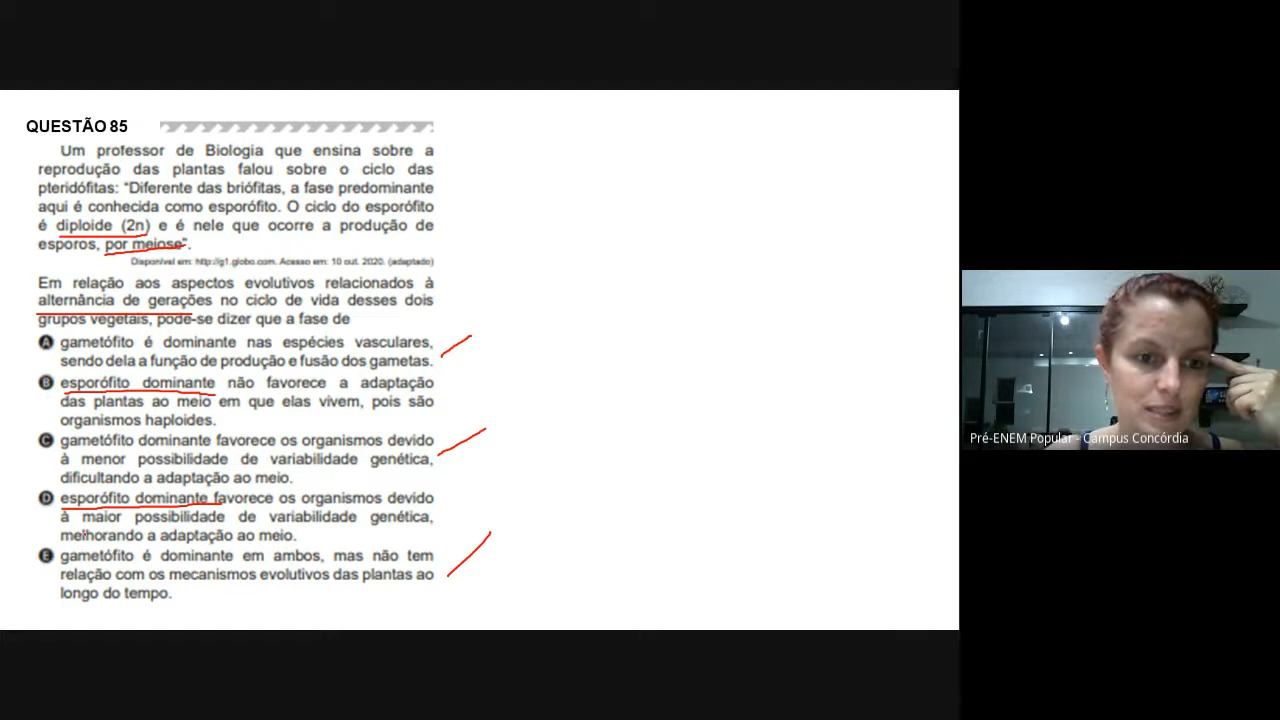 QUESTÃO 85
Um professor de Biologia que ensina sobre a
reprodução das plantas falou sobre o ciclo das
pteridófitas: “Diferente das briófitas, a fase predominante
aqui é conhecida como esporófito. O ciclo do esporófito
é diploide (2n) e é nele que ocorre a produção de
esporos, por meiose”.
Disponível em: http://g1.globo.com. Acesso em: 10 out. 2020. (adaptado)
Em relação aos aspectos evolutivos relacionados à
alternância de gerações no ciclo de vida desses dois
grupos vegetais, pode-se dizer que a fase de
A gametófito é dominante nas espécies vasculares,
sendo dela a função de produção e fusão dos gametas.
B esporófito dominante não favorece a adaptação
das plantas ao meio em que elas vivem, pois são
organismos haploides.
C gametófito dominante favorece os organismos devido
à menor possibilidade de variabilidade genética,
dificultando a adaptação ao meio.
D esporófito dominante favorece os organismos devido
à maior possibilidade de variabilidade genética,
melhorando a adaptação ao meio.
E gametófito é dominante em ambos, mas não tem
relação com os mecanismos evolutivos das plantas ao
longo do tempo.
Pré-ENEM Popular - Campus Concórdia